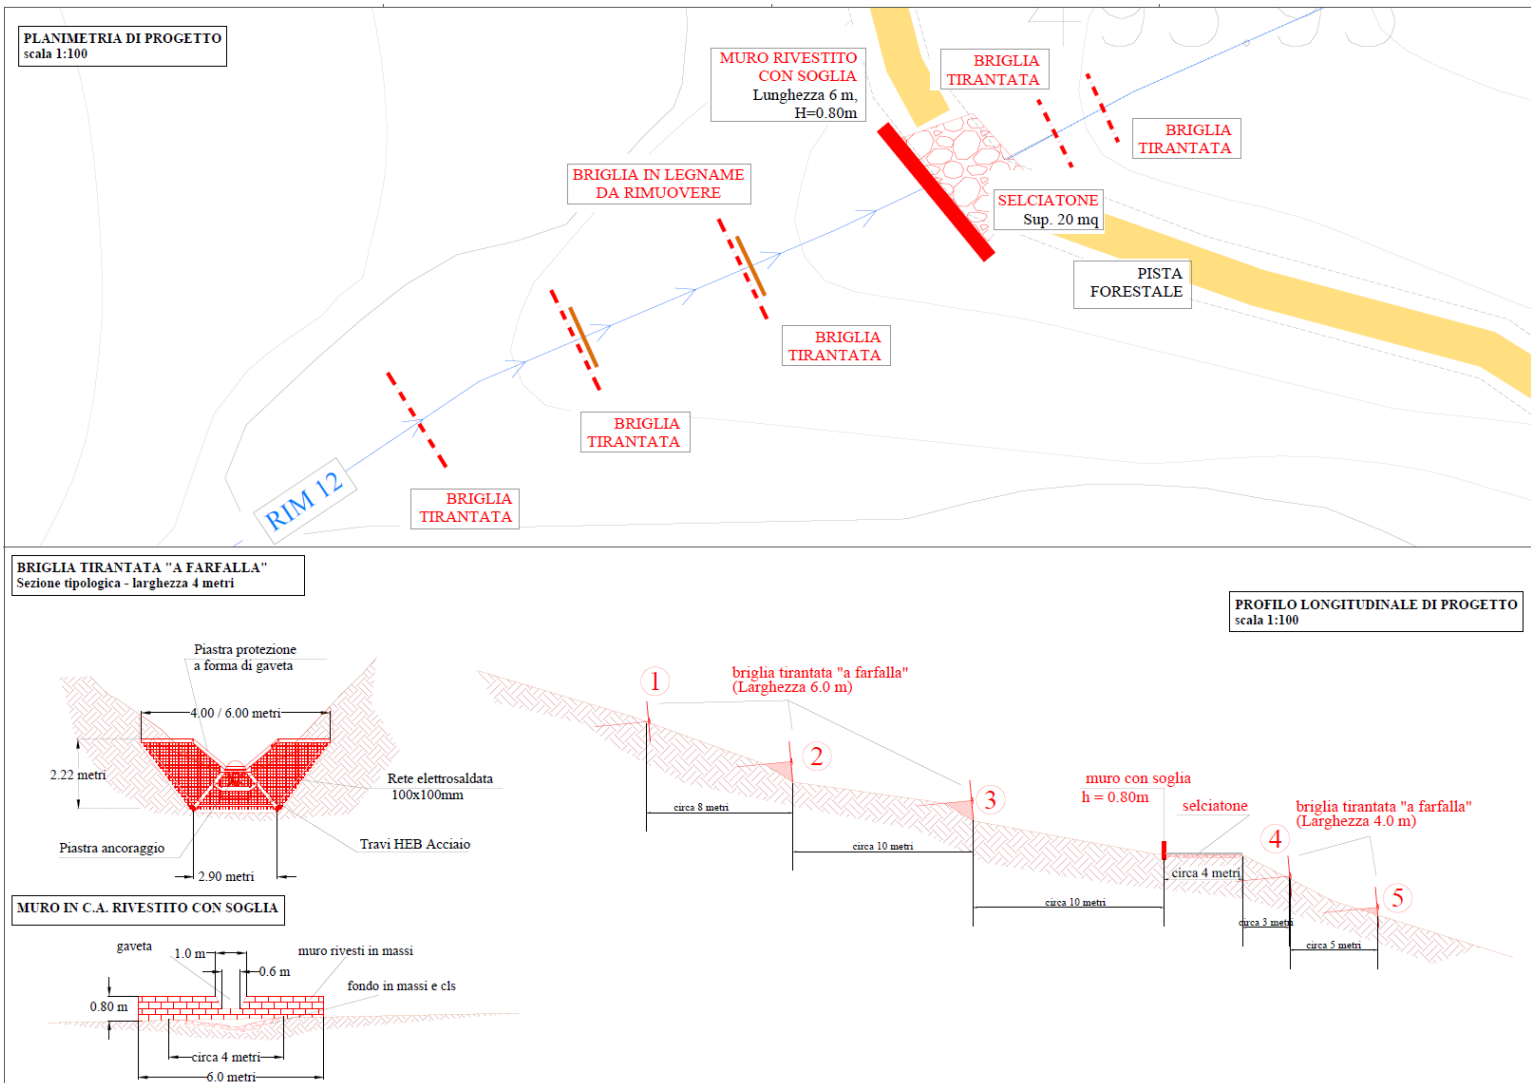 PLANIMETRIA DI PROGETTO
scala 1:100
MURO RIVESTITO
CON SOGLIA
Lunghezza 6 m,
H=0.80m
BRIGLIA
TIRANTATA
BRIGLIA
TIRANTATA
BRIGLIA IN LEGNAME
DA RIMUOVERE
SELCIATONE
Sup. 20 mq
PISTA
FORESTALE
BRIGLIA
TIRANTATA
BRIGLIA
TIRANTATA
BRIGLIA
TIRANTATA
RIM 12
BRIGLIA TIRANTATA "A FARFALLA"
Sezione tipologica - larghezza 4 metri
Piastra protezione
a forma di gaveta
4.00 / 6.00 metri
2.22 metri
Rete elettrosaldata
100x100mm
Piastra ancoraggio
Travi HEB Acciaio
2.90 metri
MURO IN C.A. RIVESTITO CON SOGLIA
gaveta
1.0 m
muro rivesti in massi
0.6 m
fondo in massi e cls
0.80 m
circa 4 metri
6.0 metri
PROFILO LONGITUDINALE DI PROGETTO
scala 1:100
1
briglia tirantata "a farfalla"
(Larghezza 6.0 m)
2
3
muro con soglia
h = 0.80m
selciatone
briglia tirantata "a farfalla"
(Larghezza 4.0 m)
4
5
circa 8 metri
circa 10 metri
circa 10 metri
circa 4 metri
circa 3 metri
circa 5 metri